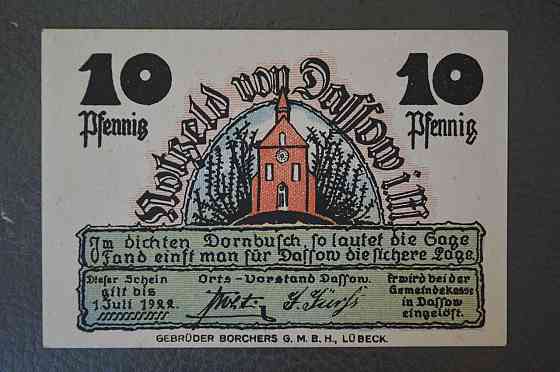 10
Pfennig
Notgeld von Dassow i/M
10
Pfennig
Im dichten Dornbusch, so lautet die Sage
Fand einst man für Dassow die sichere Lage.
Dieser Schein
gilt bis
1. Juli 1922.
Orts-Vorstand Dassow.
Er wird bei der
Gemeindekasse
in Dassow
eingelöst.
GEBRÜDER BORCHERS G. M. B. H., LÜBECK.